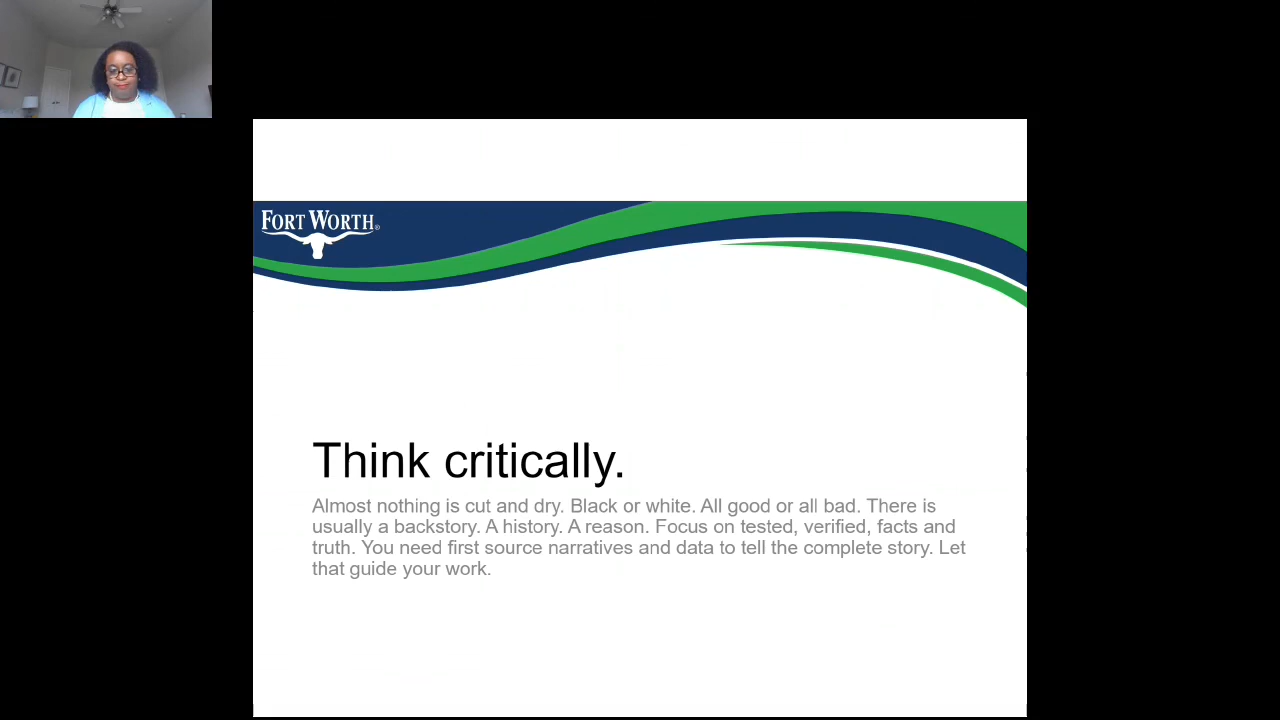 FORT WORTH®
Think critically.
Almost nothing is cut and dry. Black or white. All good or all bad. There is
usually a backstory. A history. A reason. Focus on tested, verified, facts and
truth. You need first source narratives and data to tell the complete story. Let
that guide your work.